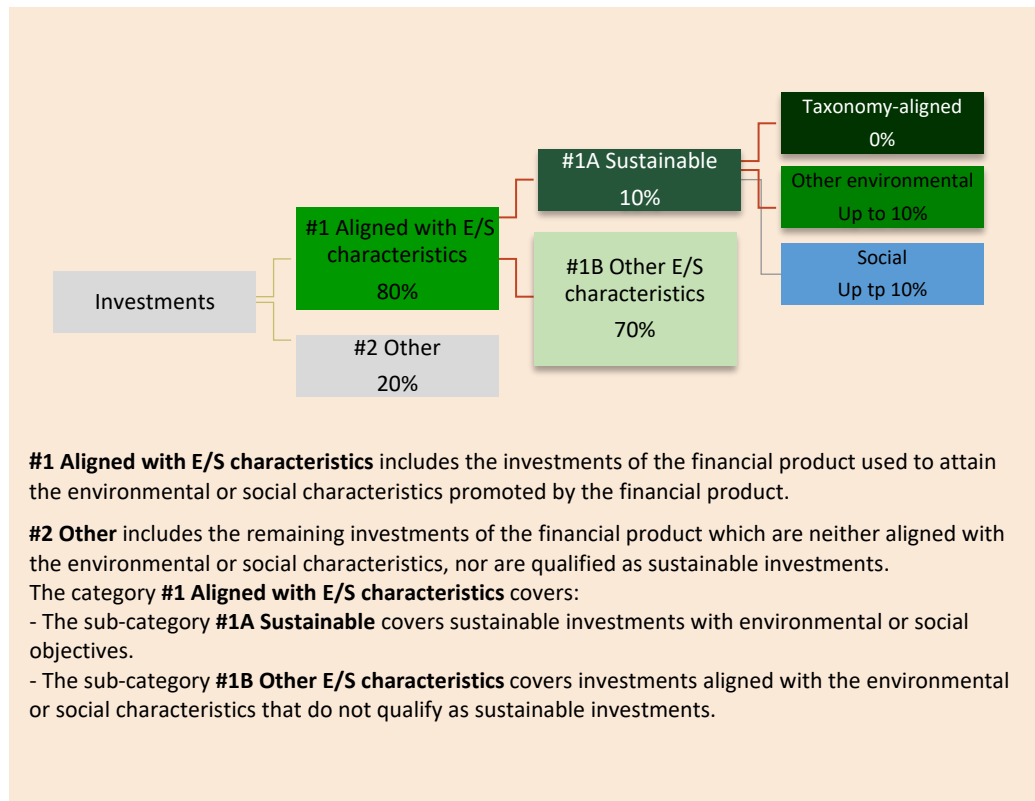 Taxonomy-aligned
0%
#1A Sustainable
10%
Other environmental
Up to 10%
#1 Aligned with E/S
characteristics
80%
#1B Other E/S
characteristics
70%
Social
Up tp 10%
Investments
#2 Other
20%
#1 Aligned with E/S characteristics includes the investments of the financial product used to attain
the environmental or social characteristics promoted by the financial product.
#2 Other includes the remaining investments of the financial product which are neither aligned with
the environmental or social characteristics, nor are qualified as sustainable investments.
The category #1 Aligned with E/S characteristics covers:
- The sub-category #1A Sustainable covers sustainable investments with environmental or social
objectives.
- The sub-category #1B Other E/S characteristics covers investments aligned with the environmental
or social characteristics that do not qualify as sustainable investments.